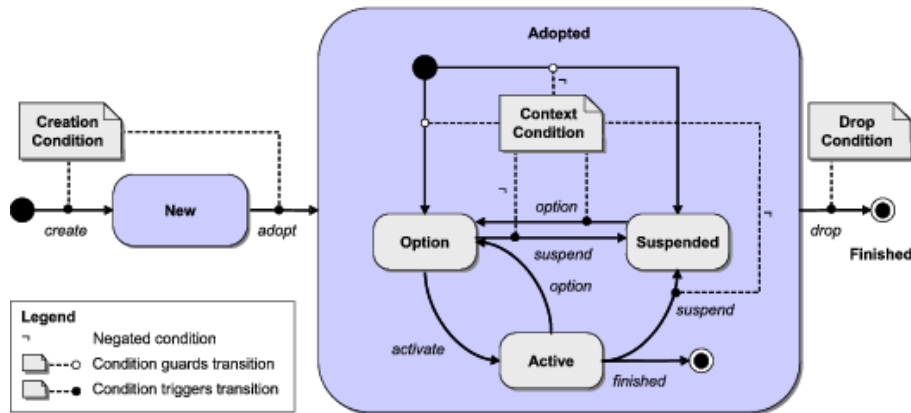 Adopted
Creation
Condition
¬
Context
Condition
Drop
Condition
¬
¬
New
option
create
adopt
Option
suspend
Suspended
drop
Finished
option
suspend
activate
Active
finished
Legend
¬ Negated condition
Condition guards transition
Condition triggers transition